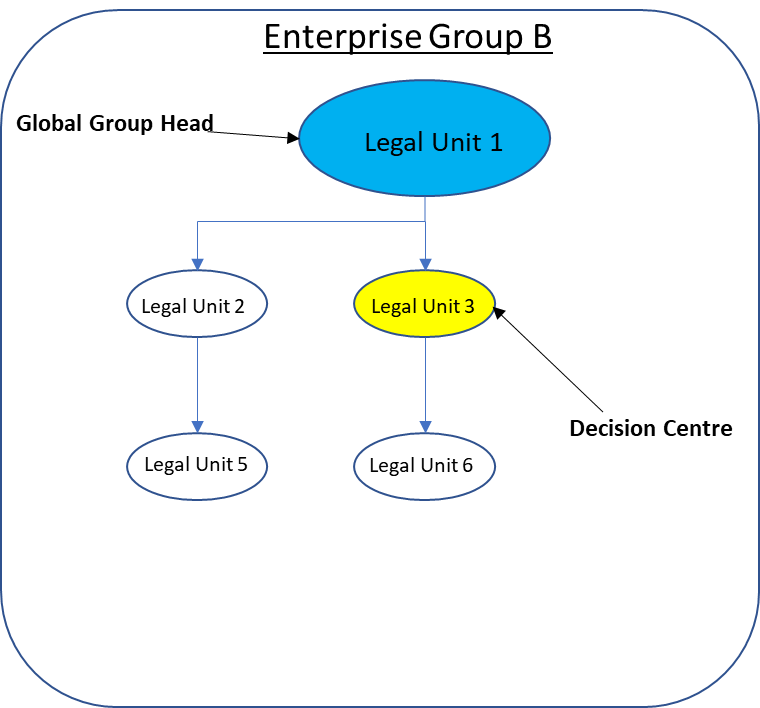 Enterprise Group B
Global Group Head
Legal Unit 1
Legal Unit 2
Legal Unit 3
Decision Centre
Legal Unit 5
Legal Unit 6